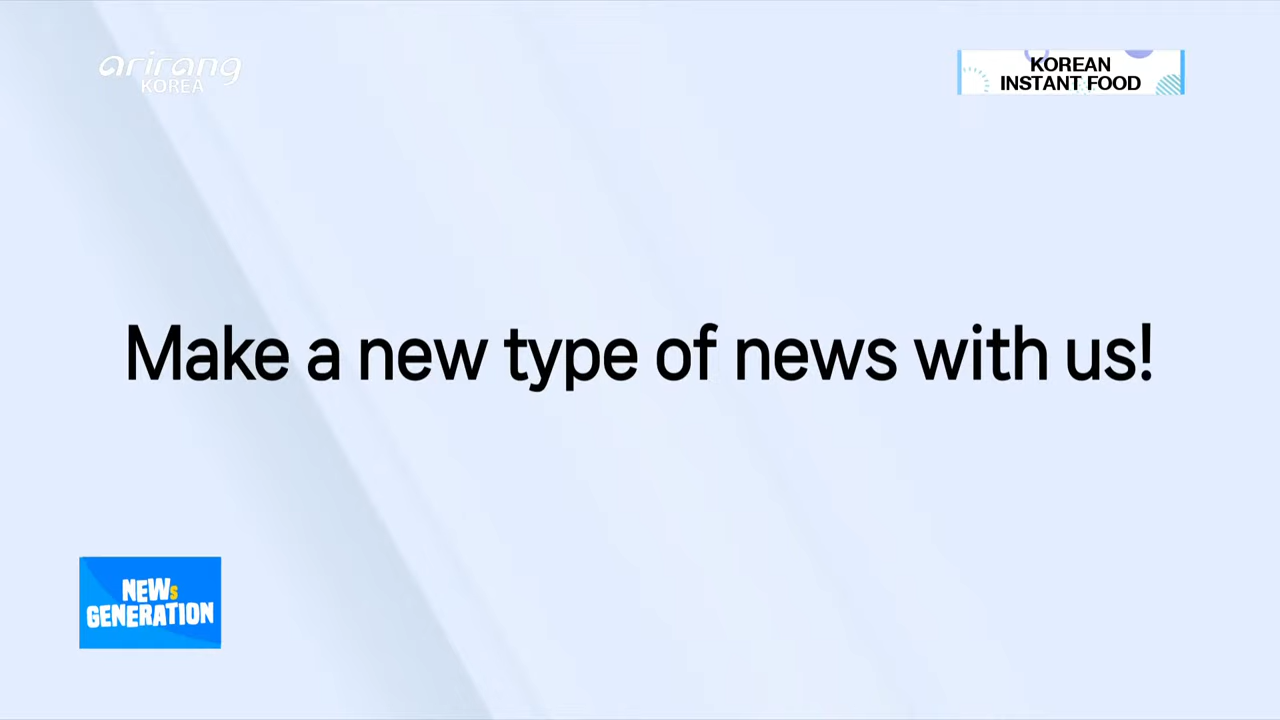 arirang
KOREA
KOREAN
INSTANT FOOD
Make a new type of news with us!
NEWs
GENERATION